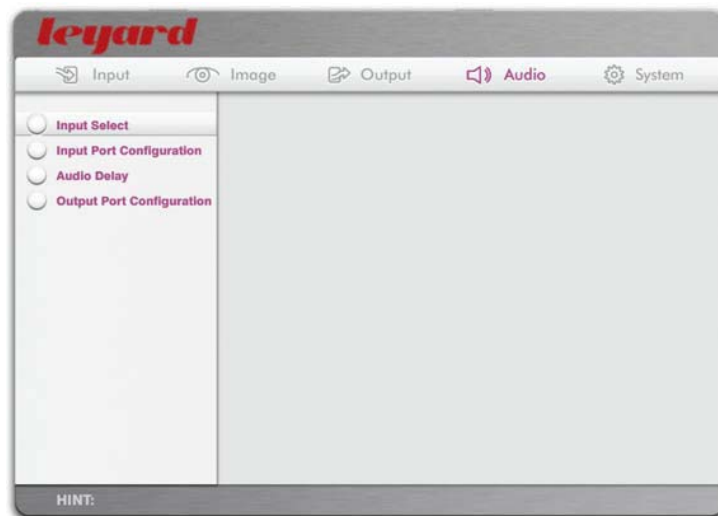 leyard
Input Image Output Audio System
Input Select
Input Port Configuration
Audio Delay
Output Port Configuration
HINT: